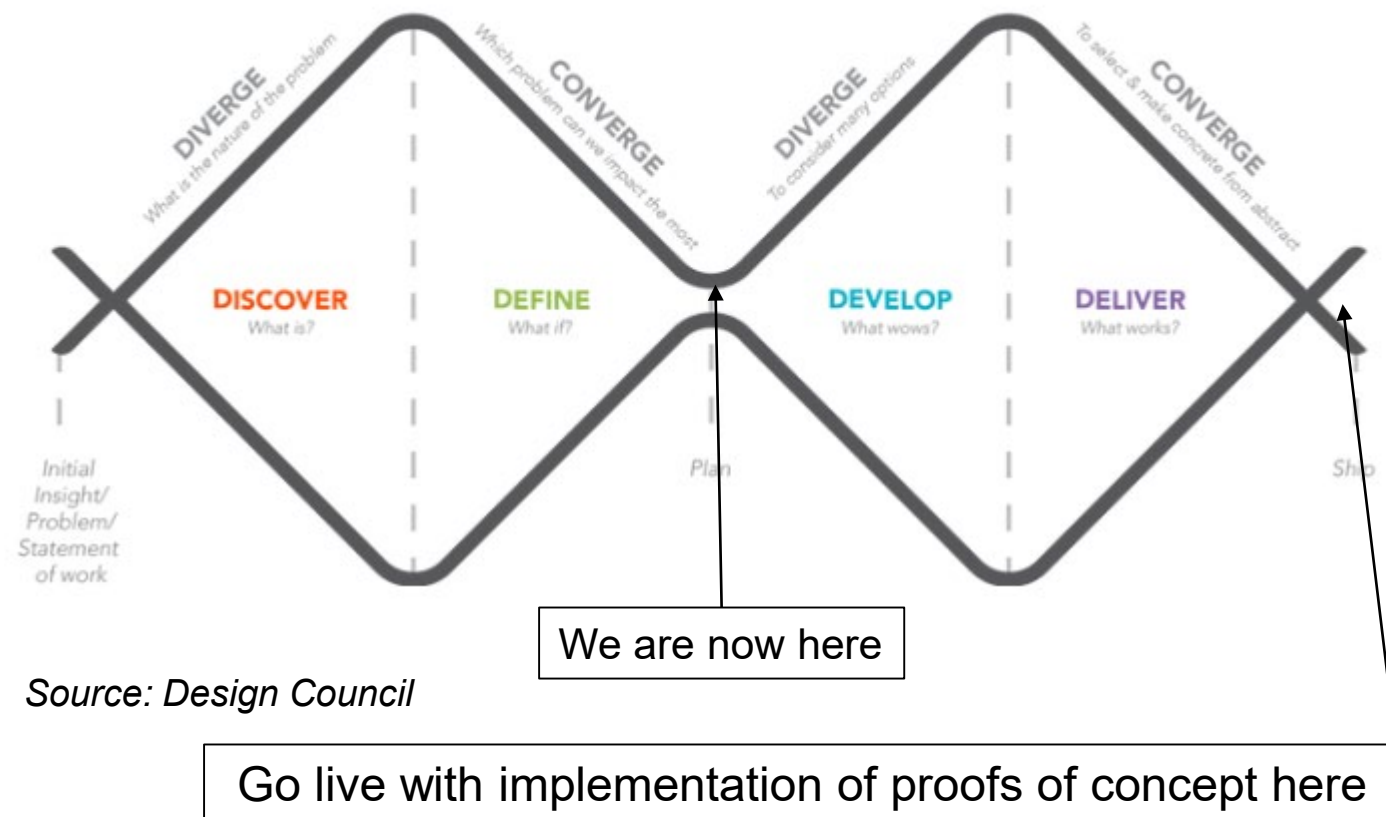 DIVERGE
What is the nature of the problem
Which problem can we impact the most
CONVERGE
DIVERGE
To consider many options
To select & make concrete from abstract
CONVERGE
DISCOVER
What is?
DEFINE
What if?
DEVELOP
What wows?
DELIVER
What works?
Initial
Insight/
Problem/
Statement
of work
Plan
Ship
We are now here
Source: Design Council
Go live with implementation of proofs of concept here